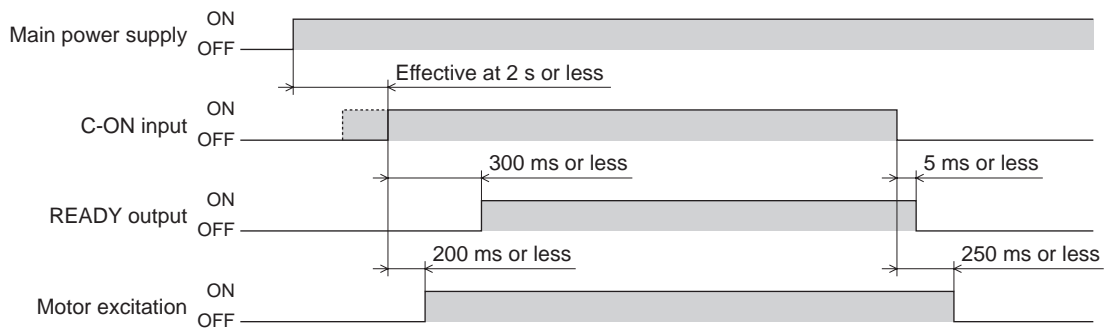 ON
Main power supply
OFF
Effective at 2 s or less
ON
C-ON input
OFF
300 ms or less
5 ms or less
ON
READY output
OFF
200 ms or less
250 ms or less
ON
Motor excitation
OFF